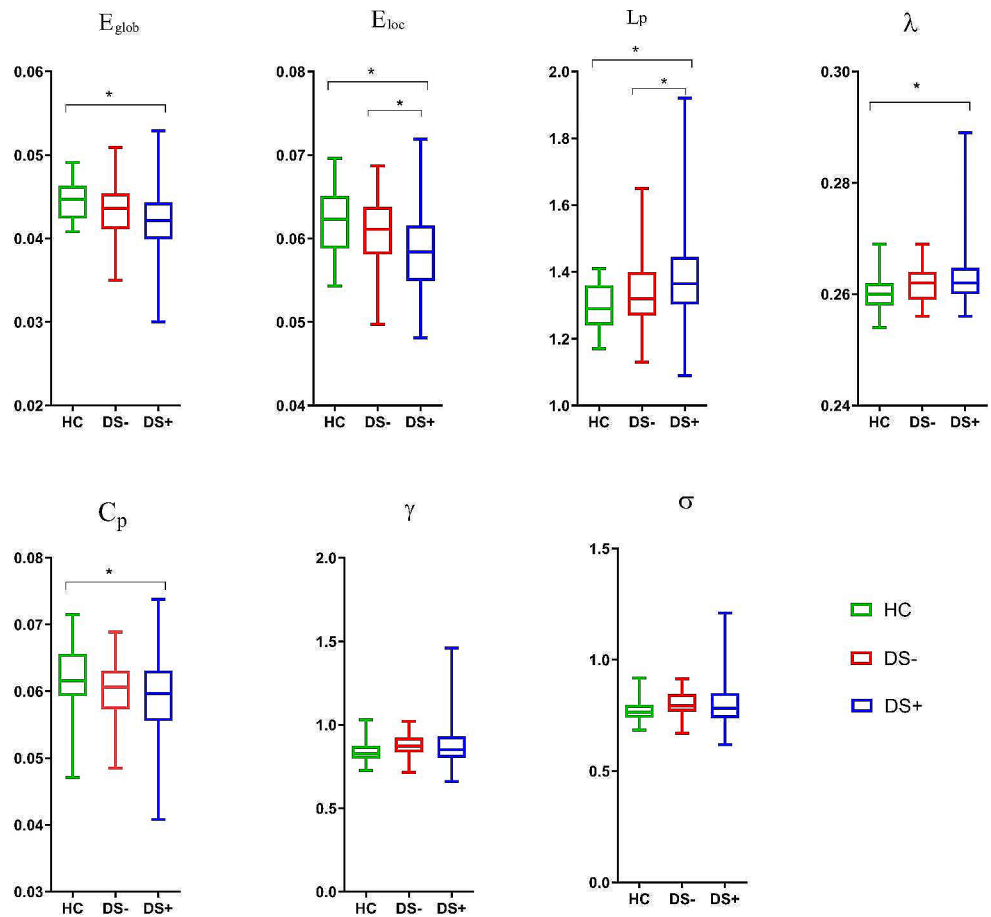 E_glob
*
0.06
0.05
0.04
0.03
0.02
HC DS- DS+
E_loc
*
*
0.08
0.07
0.06
0.05
0.04
HC DS- DS+
Lp
*
*
2.0
1.8
1.6
1.4
1.2
1.0
HC DS- DS+
λ
*
0.30
0.28
0.26
0.24
HC DS- DS+
C_p
*
0.08
0.07
0.06
0.05
0.04
0.03
HC DS- DS+
γ
2.0
1.5
1.0
0.5
0.0
HC DS- DS+
σ
1.5
1.0
0.5
0.0
HC DS- DS+
HC
DS-
DS+